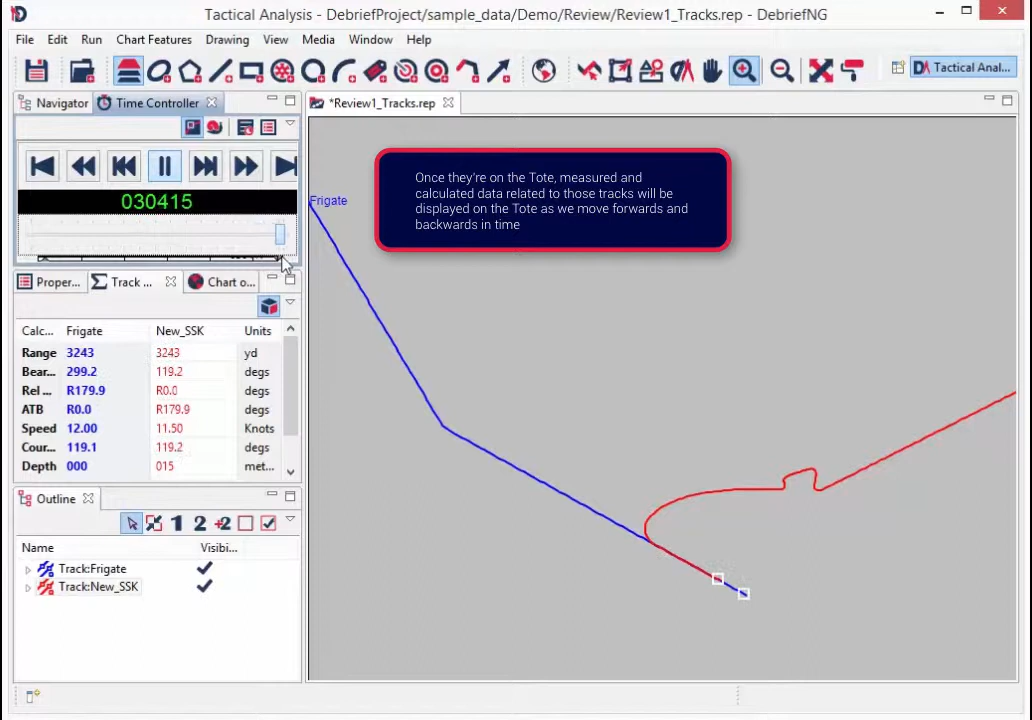 Tactical Analysis - DebriefProject/sample_data/Demo/Review/Review1_Tracks.rep - DebriefNG
File Edit Run Chart Features Drawing View Media Window Help
Tactical Anal...
Navigator Time Controller
*Review1_Tracks.rep
030415
Once they're on the Tote, measured and
calculated data related to those tracks will be
displayed on the Tote as we move forwards and
backwards in time
Frigate
Proper... Track ... Chart o...
Calc... Frigate New_SSK Units
Range 3243 3243 yd
Bear... 299.2 119.2 degs
Rel ... R179.9 R0.0 degs
ATB R0.0 R179.9 degs
Speed 12.00 11.50 Knots
Cour... 119.1 119.2 degs
Depth 000 015 met...
Outline
1 2 +2
Name Visibi...
Track:Frigate
Track:New_SSK